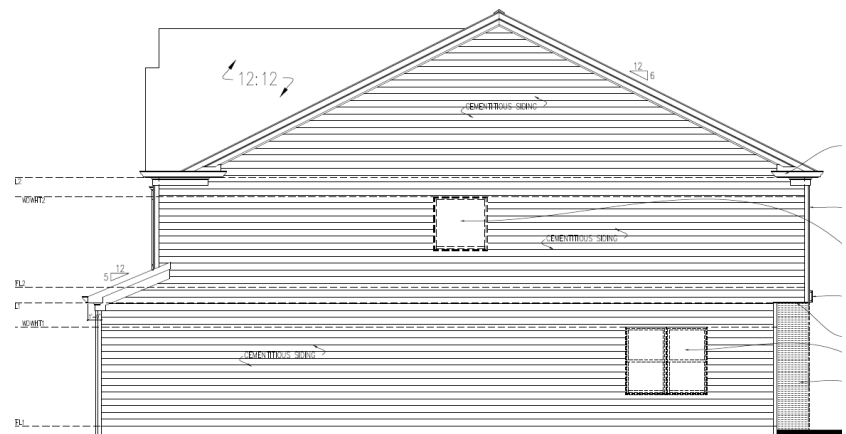 12:12
12
6
CEMENTITIOUS SIDING
L2
WDWHT2
CEMENTITIOUS SIDING
12
5
FL2
L1
WDWHT1
CEMENTITIOUS SIDING
FL1